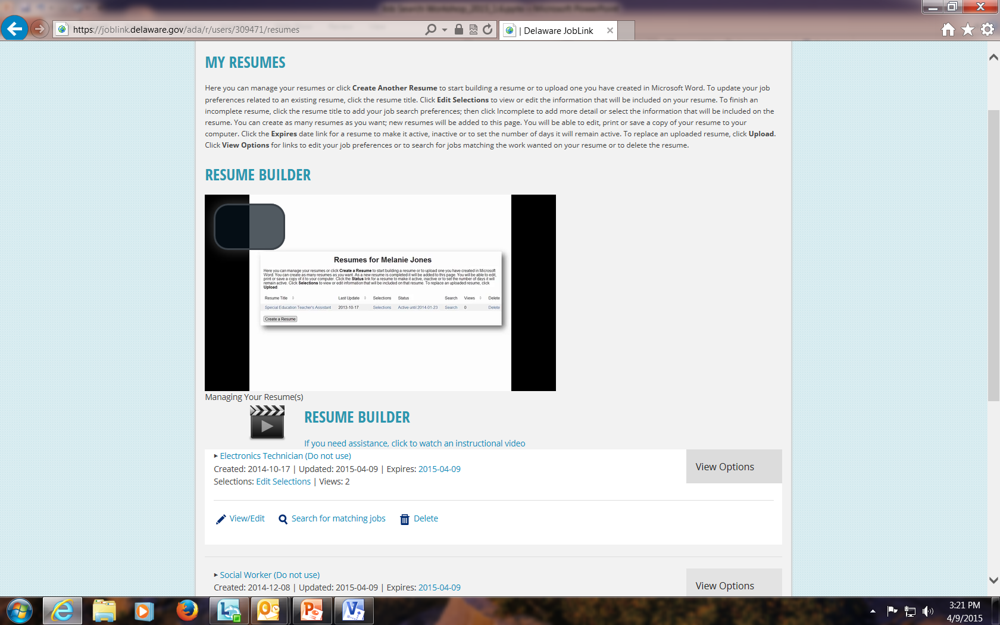 Job Search Workshop_2015_
Microsoft PowerPoint
https://joblink.delaware.gov/ada/r/users/309471/resumes
| Delaware JobLink
MY RESUMES
Here you can manage your resumes or click Create Another Resume to start building a resume or to upload one you have created in Microsoft Word. To update your job
preferences related to an existing resume, click the resume title. Click Edit Selections to view or edit the information that will be included on your resume. To finish an
incomplete resume, click the resume title to add your job search preferences; then click Incomplete to add more detail or select the information that will be included on the
resume. You can create as many resumes as you want; new resumes will be added to this page. You will be able to edit, print or save a copy of your resume to your
computer. Click the Expires date link for a resume to make it active, inactive or to set the number of days it will remain active. To replace an uploaded resume, click Upload.
Click View Options for links to edit your job preferences or to search for jobs matching the work wanted on your resume or to delete the resume.
RESUME BUILDER
Resumes for Melanie Jones
Here you can manage your resumes or click Create a Resume to start building a resume or to upload one you have created in Microsoft
Word. You can create as many resumes as you want. As a new resume is completed it will be added to this page. You will be able to edit,
print or save a copy of it to your computer. Click the Status link for a resume to make it active, inactive or to set the number of days it will
remain active. Click Selections to view or edit information that will be included on that resume. To replace an uploaded resume, click
Upload.
Resume Title Last Update Selections Status Search Views Delete
Special Education Teacher's Assistant 2013-10-17 Selections Active until 2014-01-23 Search 0 Delete
Create a Resume
Managing Your Resume(s)
RESUME BUILDER
If you need assistance, click to watch an instructional video
Electronics Technician (Do not use)
View Options
Created: 2014-10-17 | Updated: 2015-04-09 | Expires: 2015-04-09
Selections: Edit Selections | Views: 2
View/Edit Search for matching jobs Delete
Social Worker (Do not use)
View Options
Created: 2014-12-08 | Updated: 2015-04-09 | Expires: 2015-04-09
3:21 PM
4/9/2015